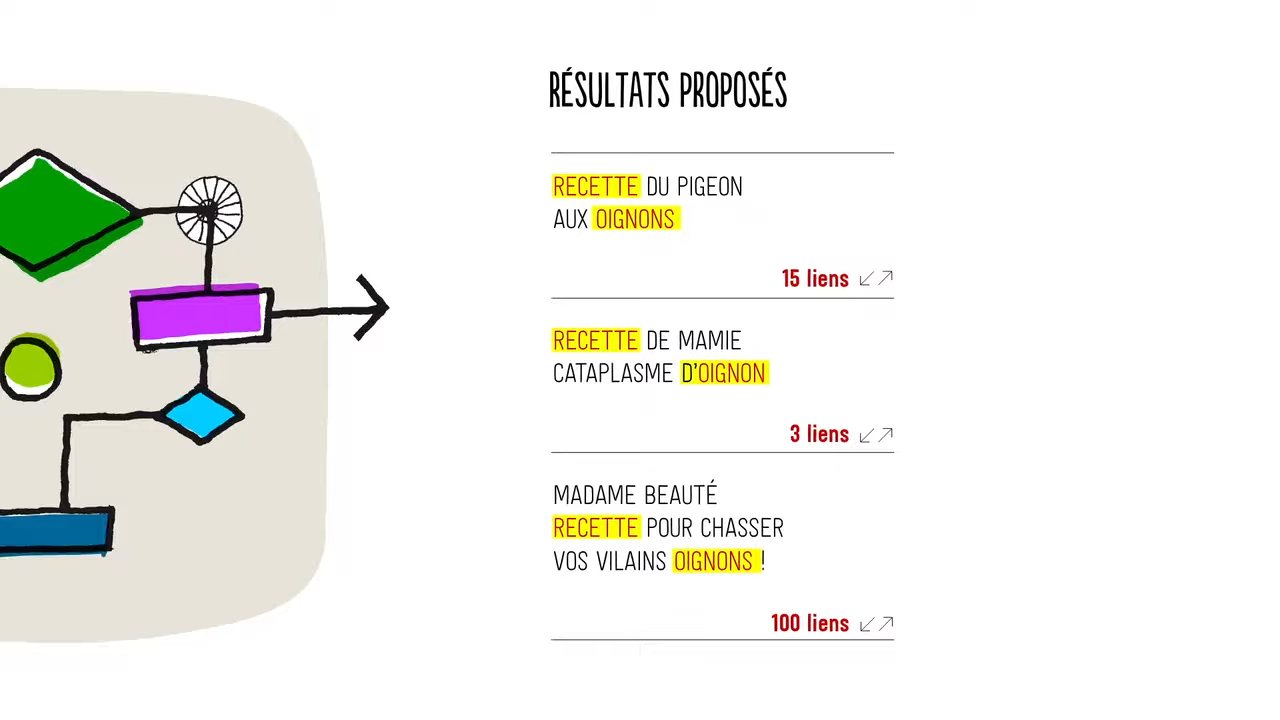 RÉSULTATS PROPOSÉS
RECETTE DU PIGEON
AUX OIGNONS
15 liens
RECETTE DE MAMIE
CATAPLASME D'OIGNON
3 liens
MADAME BEAUTÉ
RECETTE POUR CHASSER
VOS VILAINS OIGNONS !
100 liens